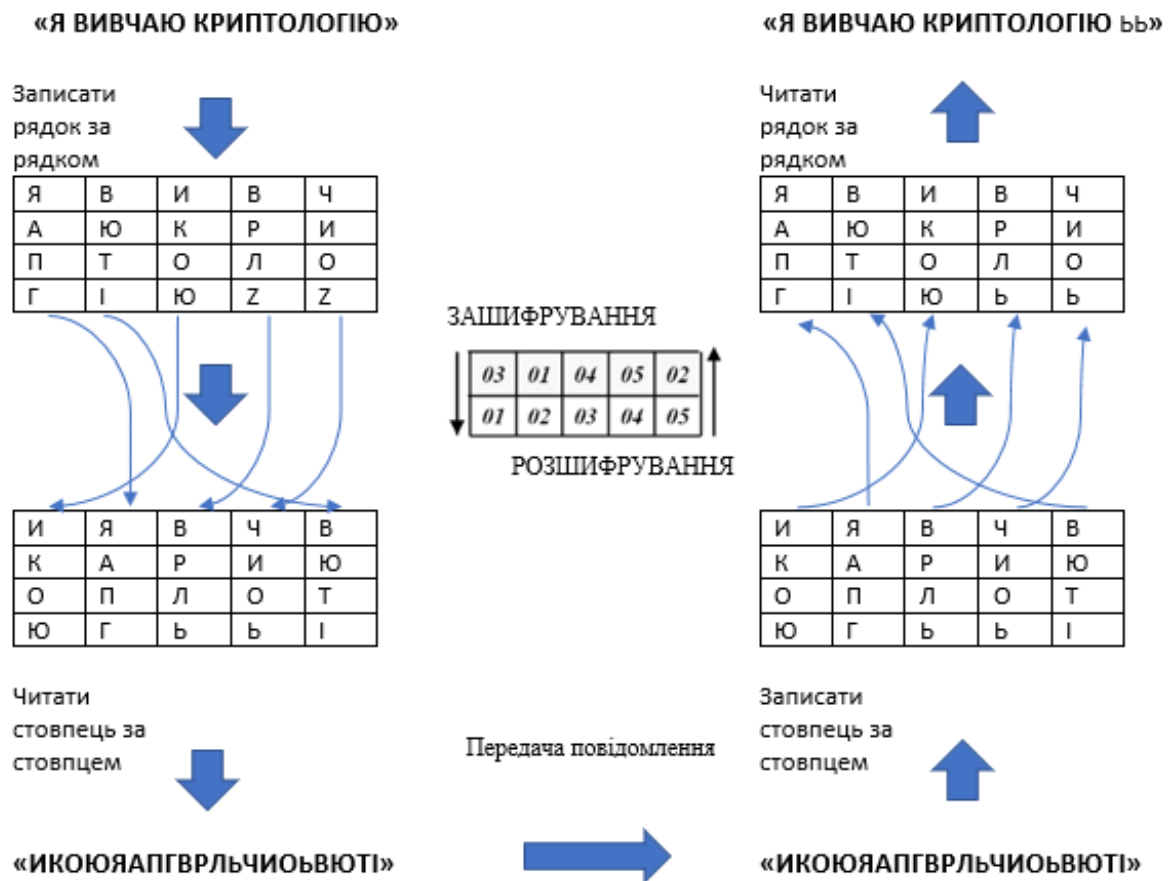 «Я ВИВЧАЮ КРИПТОЛОГІЮ»
Записати
рядок за
рядком
Я В И В Ч
А Ю К Р И
П Т О Л О
Г І Ю Z Z
И Я В Ч В
К А Р И Ю
О П Л О Т
Ю Г Ь Ь І
Читати
стовпець за
стовпцем
«ИКОЮЯАПГВРЛЬЧИОЬВЮТІ»
ЗАШИФРУВАННЯ
03 01 04 05 02
01 02 03 04 05
РОЗШИФРУВАННЯ
Передача повідомлення
«Я ВИВЧАЮ КРИПТОЛОГІЮ ЬЬ»
Читати
рядок за
рядком
Я В И В Ч
А Ю К Р И
П Т О Л О
Г І Ю Ь Ь
И Я В Ч В
К А Р И Ю
О П Л О Т
Ю Г Ь Ь І
Записати
стовпець за
стовпцем
«ИКОЮЯАПГВРЛЬЧИОЬВЮТІ»